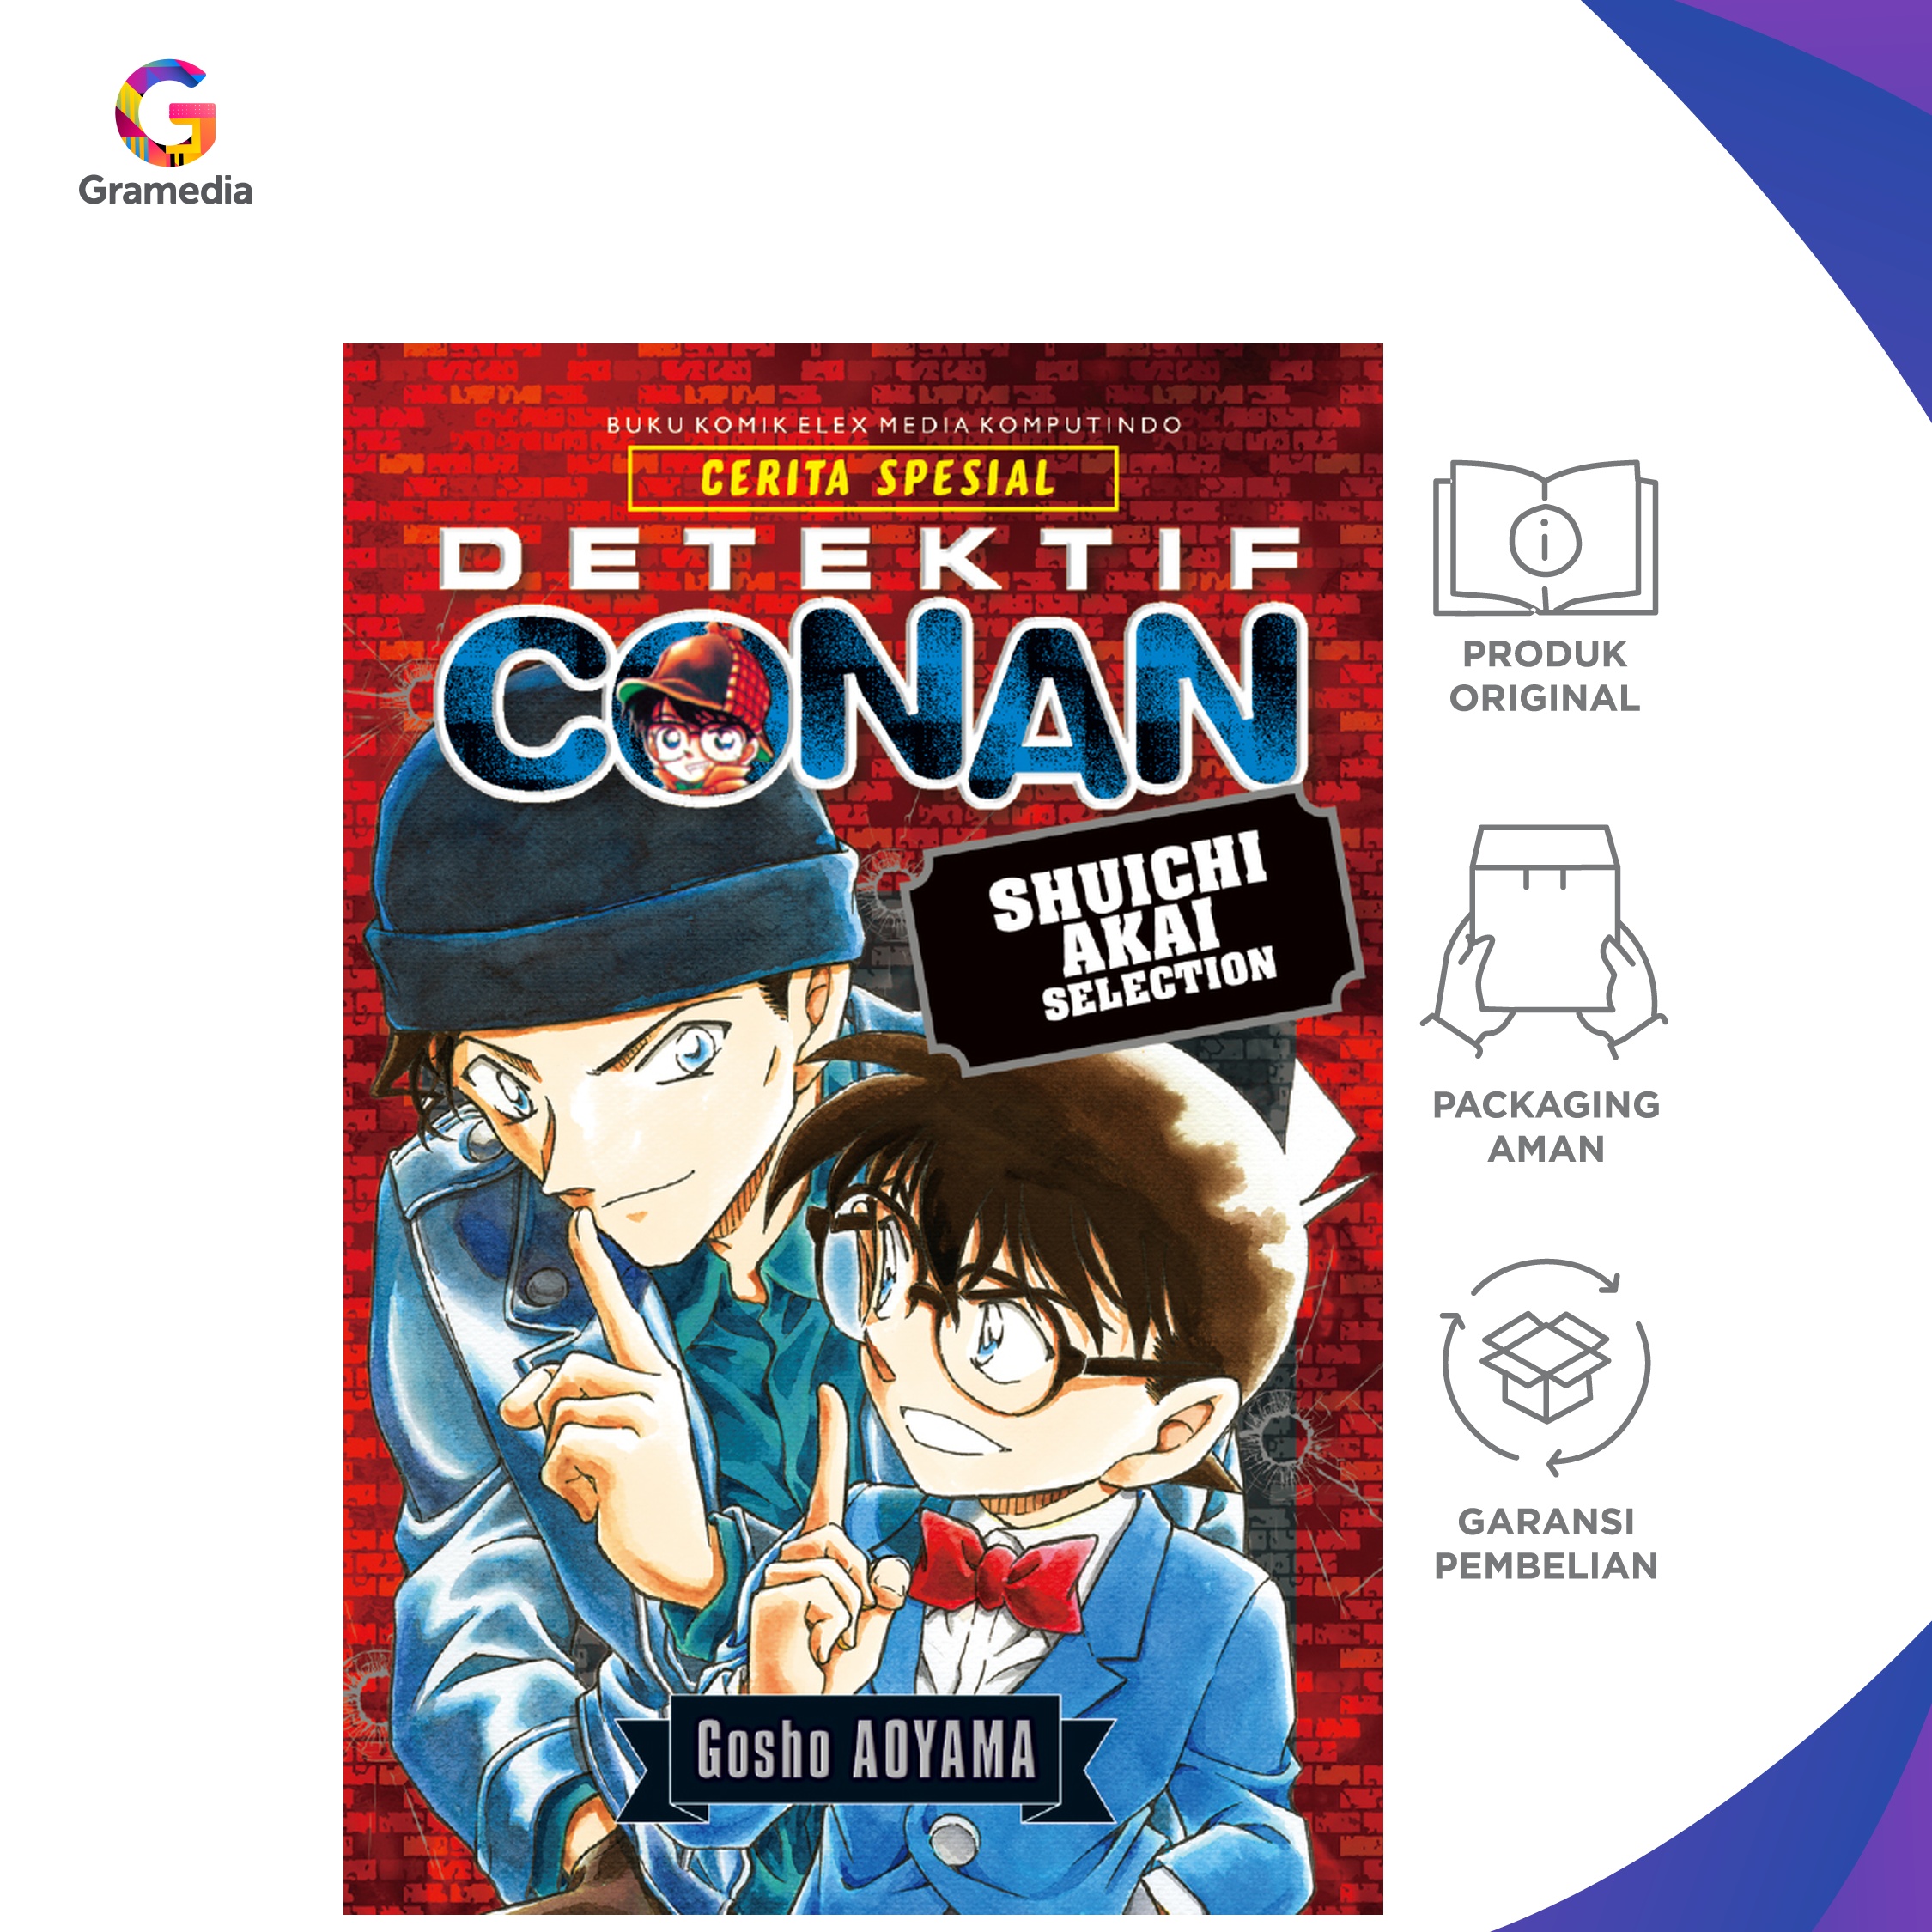 Gramedia
BUKU KOMIK ELEX MEDIA KOMPUTINDO
CERITA SPESIAL
DETEKTIF
CONAN
SHUICHI
AKAI
SELECTION
Gosho AOYAMA
PRODUK
ORIGINAL
PACKAGING
AMAN
GARANSI
PEMBELIAN